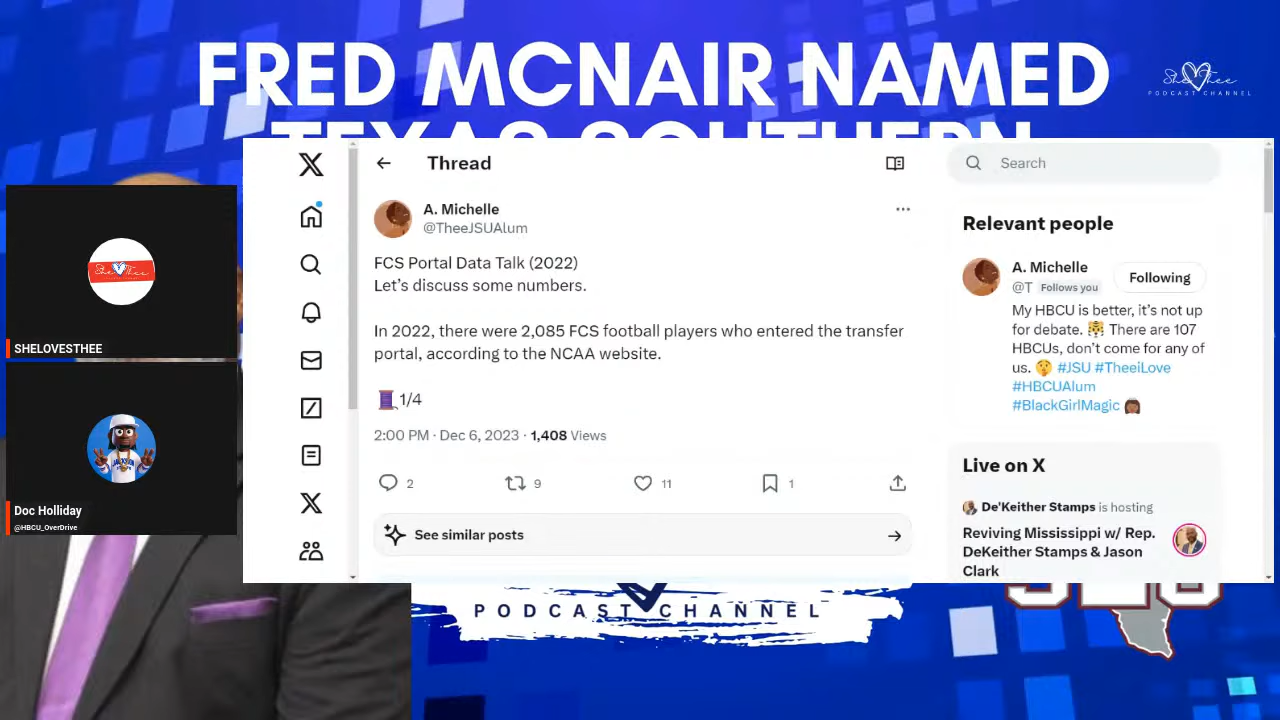 FRED MCNAIR NAMED
TEXAS SOUTHERN
SheThee
PODCAST CHANNEL
SHELOVESTHEE
Doc Holliday
@HBCU_OverDrive
Thread
A. Michelle
@TheeJSUAlum
FCS Portal Data Talk (2022)
Let's discuss some numbers.
In 2022, there were 2,085 FCS football players who entered the transfer
portal, according to the NCAA website.
🧵1/4
2:00 PM · Dec 6, 2023 · 1,408 Views
2
9
11
1
See similar posts
Search
Relevant people
A. Michelle
@T Follows you
Following
My HBCU is better, it's not up
for debate. 🐯 There are 107
HBCUs, don't come for any of
us. 🤫 #JSU #TheeiLove
#HBCUAlum
#BlackGirlMagic 👩🏾
Live on X
De'Keither Stamps is hosting
Reviving Mississippi w/ Rep.
DeKeither Stamps & Jason
Clark
PODCAST CHANNEL